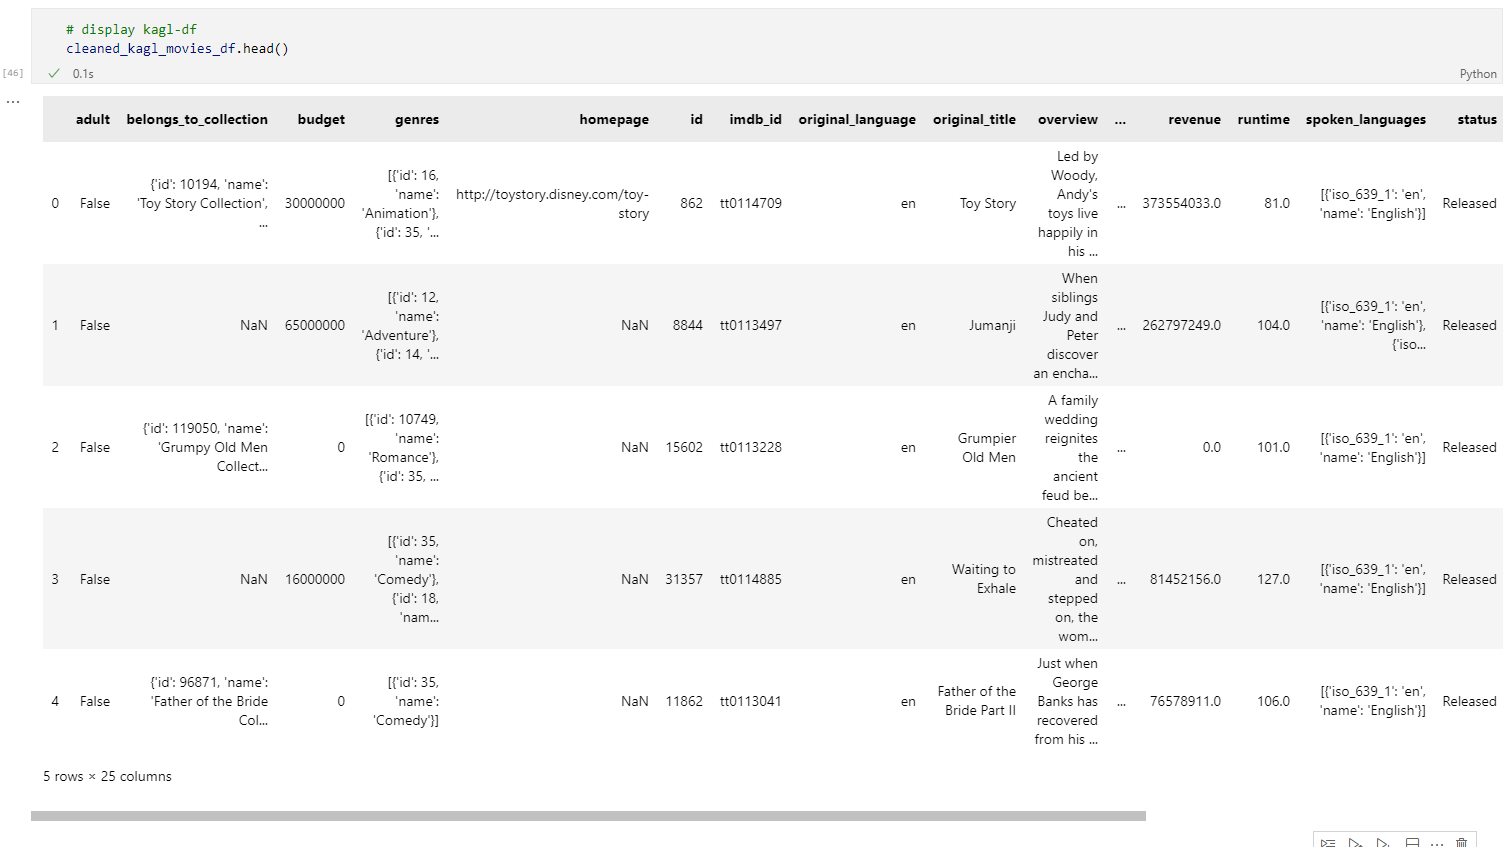 # display kagl-df
cleaned_kagl_movies_df.head()
[46]
0.1s
Python
...
adult belongs_to_collection budget genres homepage id imdb_id original_language original_title overview ... revenue runtime spoken_languages status
0 False {'id': 10194, 'name': 'Toy Story Collection', ... 30000000 [{'id': 16, 'name': 'Animation'}, {'id': 35, '... http://toystory.disney.com/toy-story 862 tt0114709 en Toy Story Led by Woody, Andy's toys live happily in his ... ... 373554033.0 81.0 [{'iso_639_1': 'en', 'name': 'English'}] Released
1 False NaN 65000000 [{'id': 12, 'name': 'Adventure'}, {'id': 14, '... NaN 8844 tt0113497 en Jumanji When siblings Judy and Peter discover an encha... ... 262797249.0 104.0 [{'iso_639_1': 'en', 'name': 'English'}, {'iso... Released
2 False {'id': 119050, 'name': 'Grumpy Old Men Collect... 0 [{'id': 10749, 'name': 'Romance'}, {'id': 35, ... NaN 15602 tt0113228 en Grumpier Old Men A family wedding reignites the ancient feud be... ... 0.0 101.0 [{'iso_639_1': 'en', 'name': 'English'}] Released
3 False NaN 16000000 [{'id': 35, 'name': 'Comedy'}, {'id': 18, 'nam... NaN 31357 tt0114885 en Waiting to Exhale Cheated on, mistreated and stepped on, the wom... ... 81452156.0 127.0 [{'iso_639_1': 'en', 'name': 'English'}] Released
4 False {'id': 96871, 'name': 'Father of the Bride Col... 0 [{'id': 35, 'name': 'Comedy'}] NaN 11862 tt0113041 en Father of the Bride Part II Just when George Banks has recovered from his ... ... 76578911.0 106.0 [{'iso_639_1': 'en', 'name': 'English'}] Released
5 rows × 25 columns